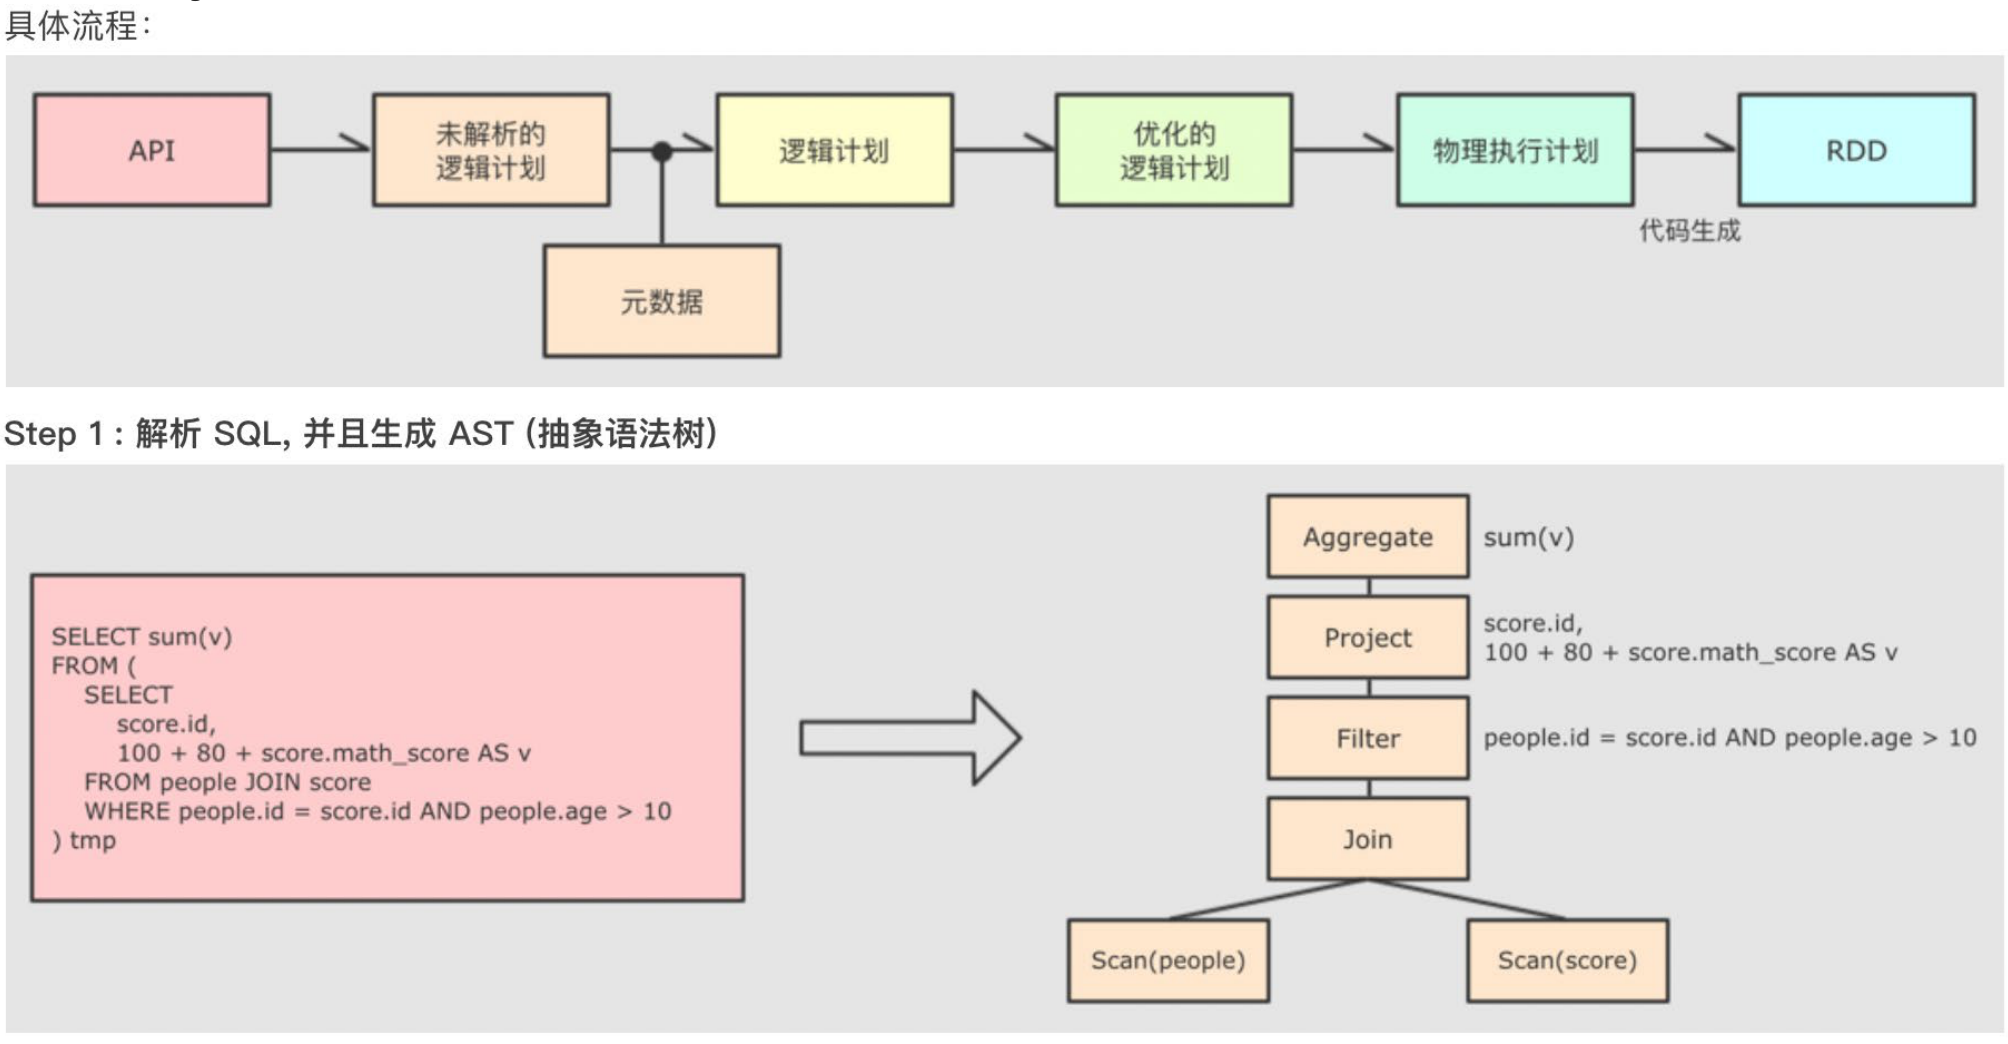 具体流程：
API
未解析的
逻辑计划
逻辑计划
优化的
逻辑计划
物理执行计划
RDD
代码生成
元数据
Step 1 : 解析 SQL, 并且生成 AST (抽象语法树)
SELECT sum(v)
FROM (
SELECT
score.id,
100 + 80 + score.math_score AS v
FROM people JOIN score
WHERE people.id = score.id AND people.age > 10
) tmp
Aggregate
sum(v)
Project
score.id,
100 + 80 + score.math_score AS v
Filter
people.id = score.id AND people.age > 10
Join
Scan(people)
Scan(score)